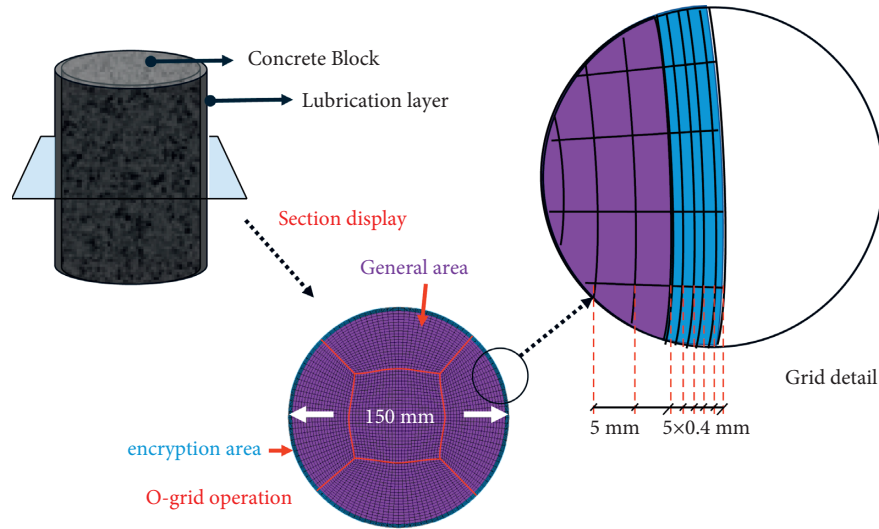 Concrete Block
Lubrication layer
Section display
General area
150 mm
encryption area
O-grid operation
Grid detail
5 mm
5×0.4 mm